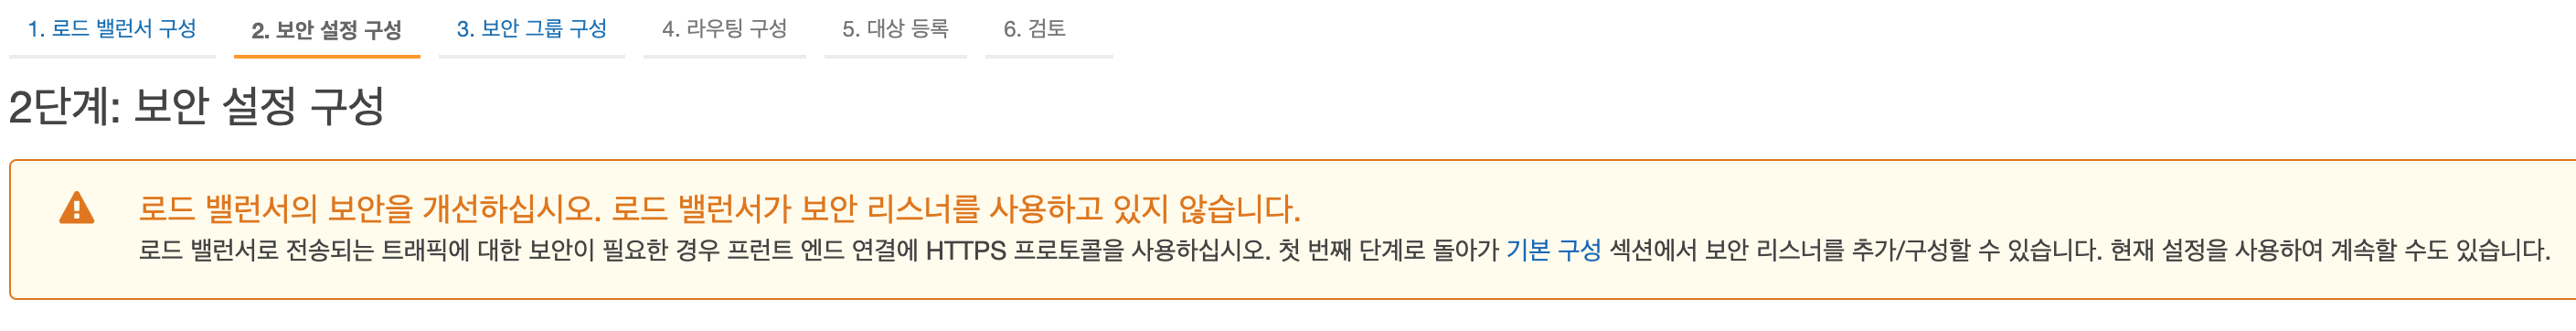 1. 로드 밸런서 구성 2. 보안 설정 구성 3. 보안 그룹 구성 4. 라우팅 구성 5. 대상 등록 6. 검토
2단계: 보안 설정 구성
로드 밸런서의 보안을 개선하십시오. 로드 밸런서가 보안 리스너를 사용하고 있지 않습니다.
로드 밸런서로 전송되는 트래픽에 대한 보안이 필요한 경우 프런트 엔드 연결에 HTTPS 프로토콜을 사용하십시오. 첫 번째 단계로 돌아가 기본 구성 섹션에서 보안 리스너를 추가/구성할 수 있습니다. 현재 설정을 사용하여 계속할 수도 있습니다.